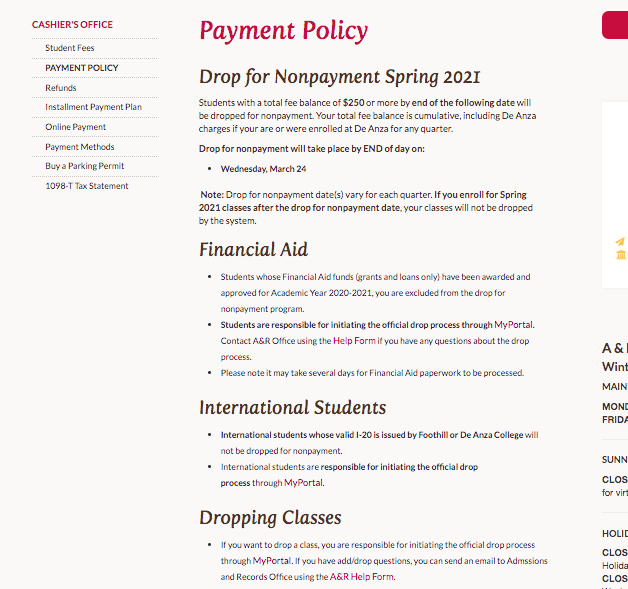 CASHIER'S OFFICE
Student Fees
PAYMENT POLICY
Refunds
Installment Payment Plan
Online Payment
Payment Methods
Buy a Parking Permit
1098-T Tax Statement
Payment Policy
Drop for Nonpayment Spring 2021
Students with a total fee balance of $250 or more by end of the following date will
be dropped for nonpayment. Your total fee balance is cumulative, including De Anza
charges if your are or were enrolled at De Anza for any quarter.
Drop for nonpayment will take place by END of day on:
Wednesday, March 24
Note: Drop for nonpayment date(s) vary for each quarter. If you enroll for Spring
2021 classes after the drop for nonpayment date, your classes will not be dropped
by the system.
Financial Aid
Students whose Financial Aid funds (grants and loans only) have been awarded and
approved for Academic Year 2020-2021, you are excluded from the drop for
nonpayment program.
Students are responsible for initiating the official drop process through MyPortal.
Contact A&R Office using the Help Form if you have any questions about the drop
process.
Please note it may take several days for Financial Aid paperwork to be processed.
International Students
International students whose valid I-20 is issued by Foothill or De Anza College will
not be dropped for nonpayment.
International students are responsible for initiating the official drop
process through MyPortal.
Dropping Classes
If you want to drop a class, you are responsible for initiating the official drop process
through MyPortal. If you have add/drop questions, you can send an email to Admssions
and Records Office using the A&R Help Form.
A &
Wint
MAIN
MOND
FRIDA
SUNN
CLOS
for virt
HOLID
CLOS
Holida
CLOS